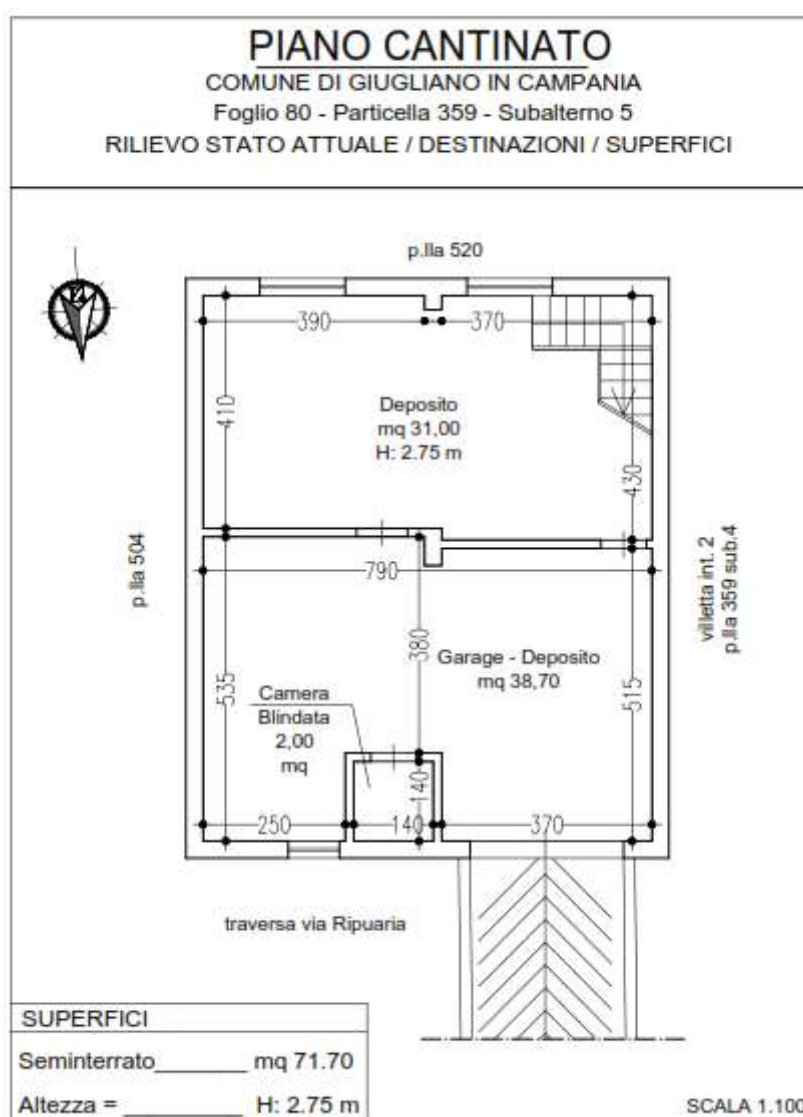 PIANO CANTINATO
COMUNE DI GIUGLIANO IN CAMPANIA
Foglio 80 - Particella 359 - Subalterno 5
RILIEVO STATO ATTUALE / DESTINAZIONI / SUPERFICI
p.lla 520
N
390
370
410
Deposito
mq 31,00
H: 2.75 m
430
p.lla 504
villetta int. 2
p.lla 359 sub.4
790
380
Garage - Deposito
mq 38,70
535
515
Camera
Blindata
2,00
mq
140
250
140
370
traversa via Ripuaria
SUPERFICI
Seminterrato_______ mq 71.70
Altezza = _________ H: 2.75 m
SCALA 1.100